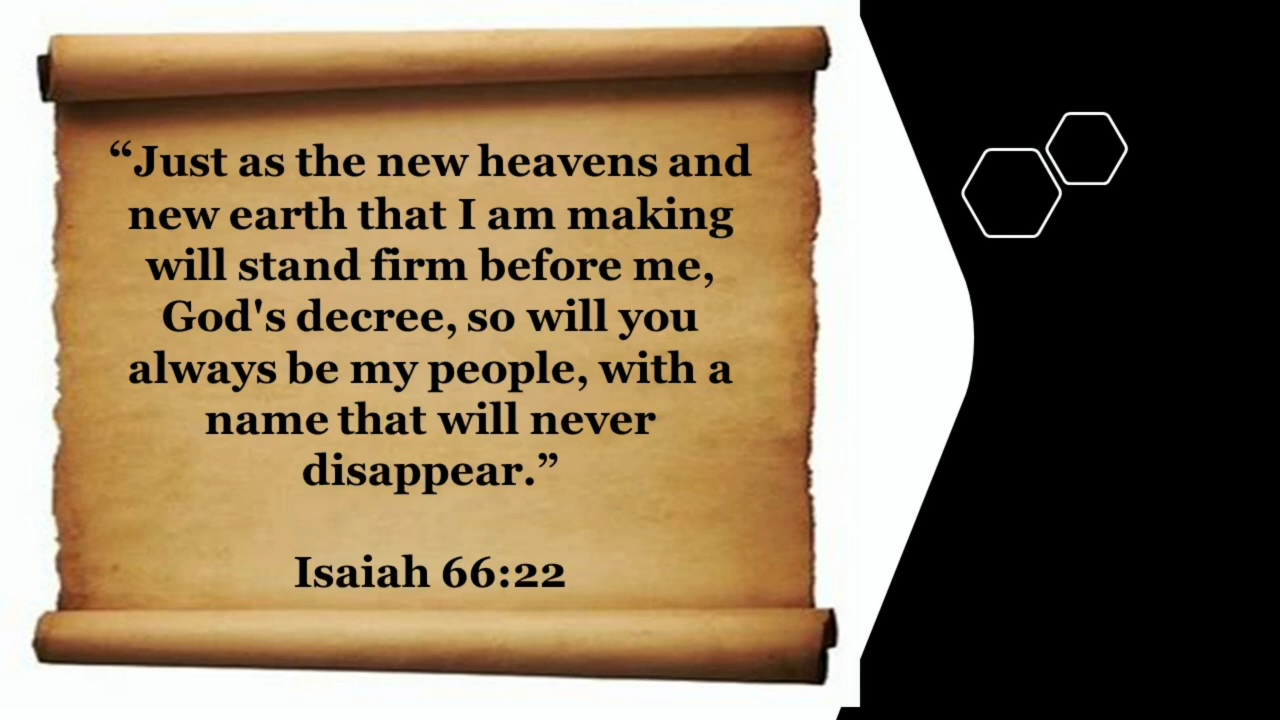 “Just as the new heavens and
new earth that I am making
will stand firm before me,
God's decree, so will you
always be my people, with a
name that will never
disappear.”
Isaiah 66:22